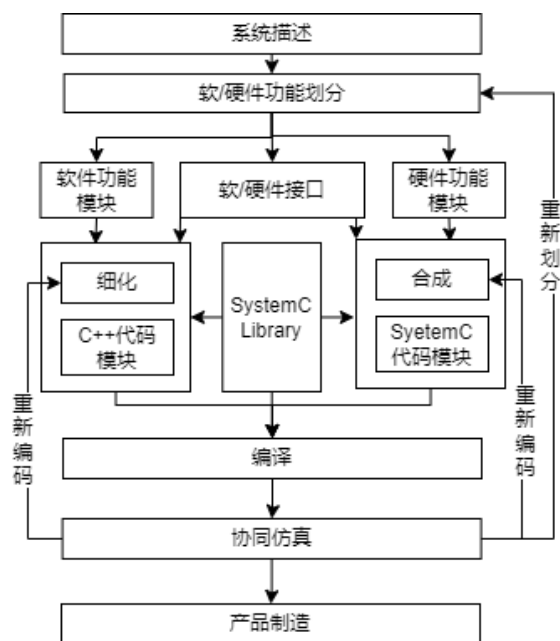 系统描述
软/硬件功能划分
软件功能
模块
软/硬件接口
硬件功能
模块
重新划分
细化
C++代码
模块
SystemC
Library
合成
SyetemC
代码模块
重新编码
重新编码
编译
协同仿真
产品制造